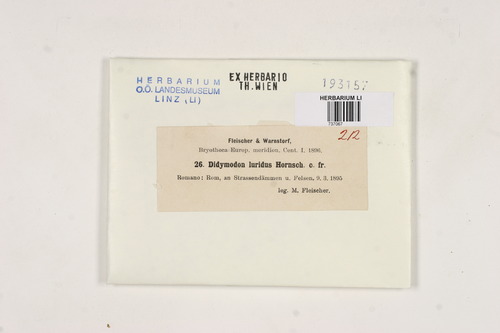 HERBARIUM
O.Ö. LANDESMUSEUM
LINZ (LI)
EX HERBARIO
TH. WIEN
193157
HERBARIUM LI
737067
212
Fleischer & Warnstorf,
Bryotheca Europ. meridion. Cent. I. 1896.
26. Didymodon luridus Hornsch. c. fr.
Romano: Rom, an Strassendämmen u. Felsen, 9. 3. 1895
leg. M. Fleischer.